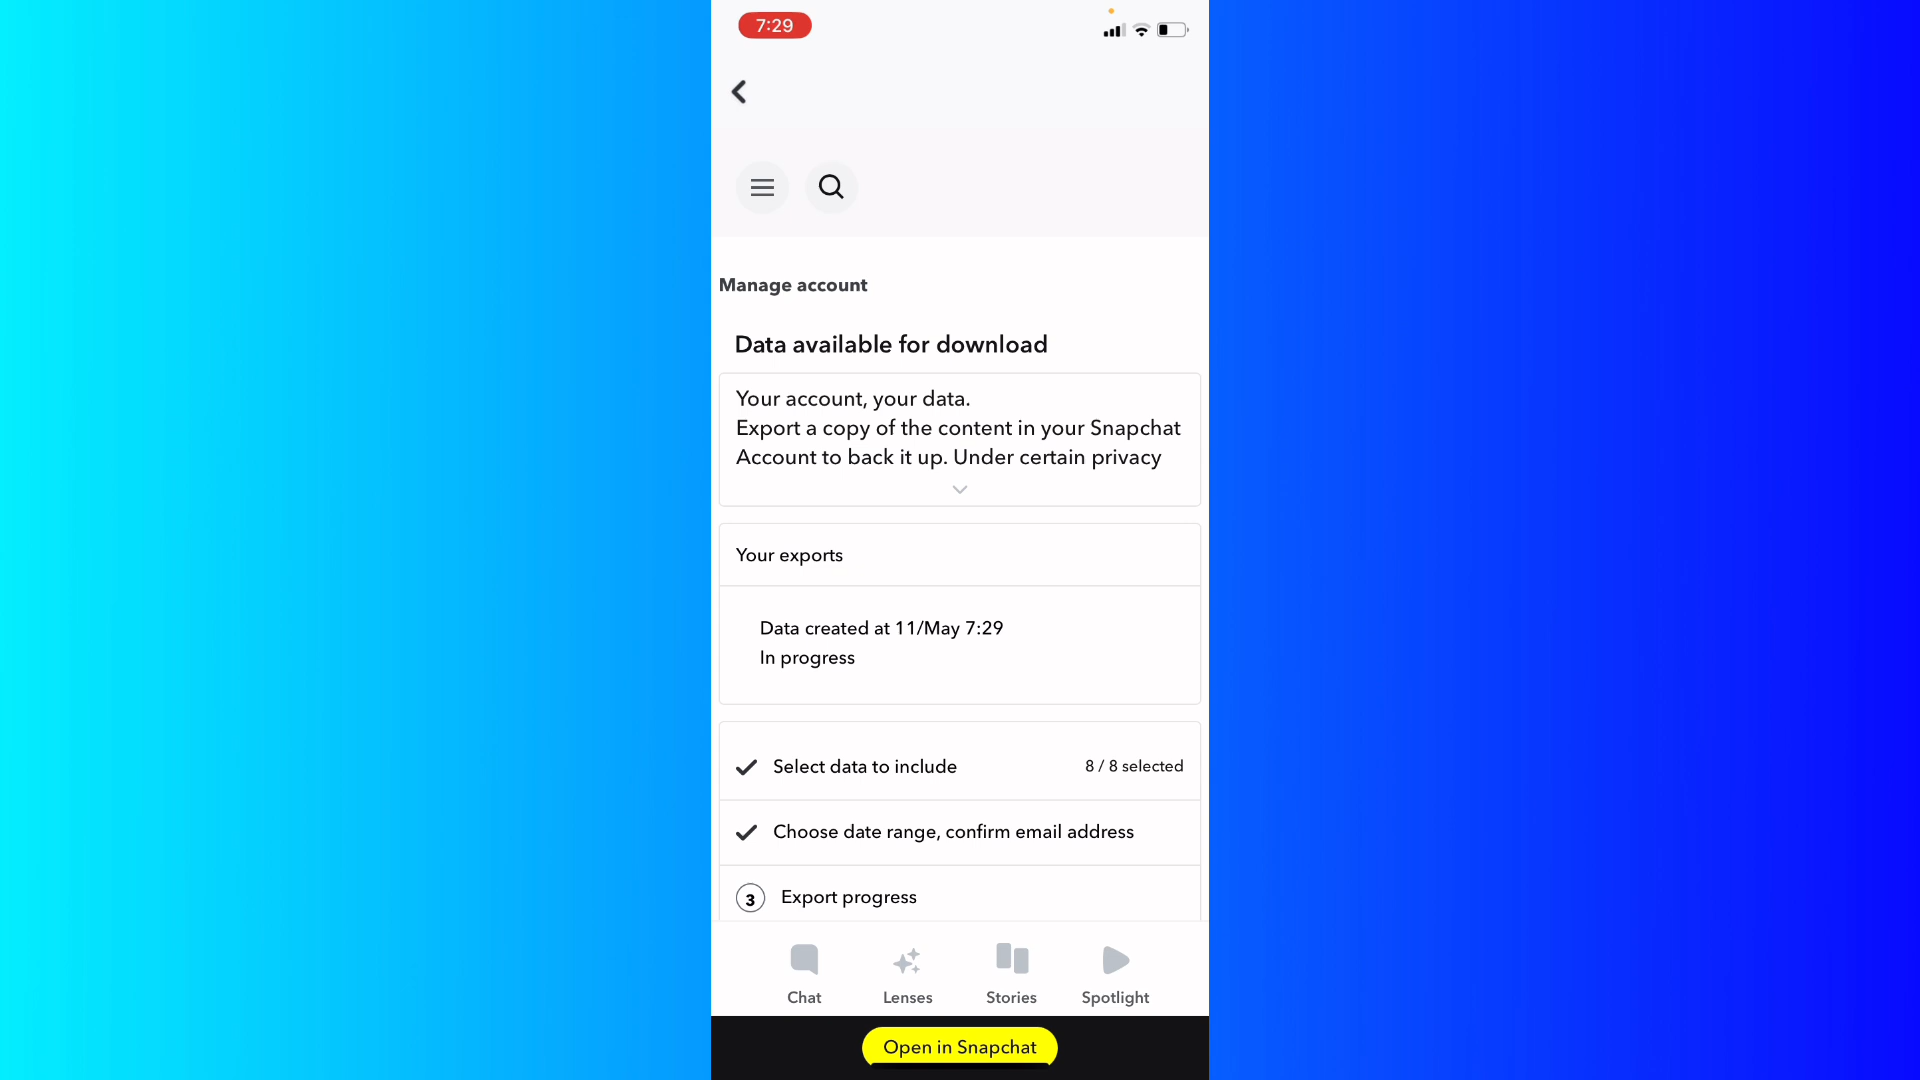 7:29
Manage account
Data available for download
Your account, your data.
Export a copy of the content in your Snapchat
Account to back it up. Under certain privacy
Your exports
Data created at 11/May 7:29
In progress
Select data to include 8 / 8 selected
Choose date range, confirm email address
3 Export progress
Chat Lenses Stories Spotlight
Open in Snapchat